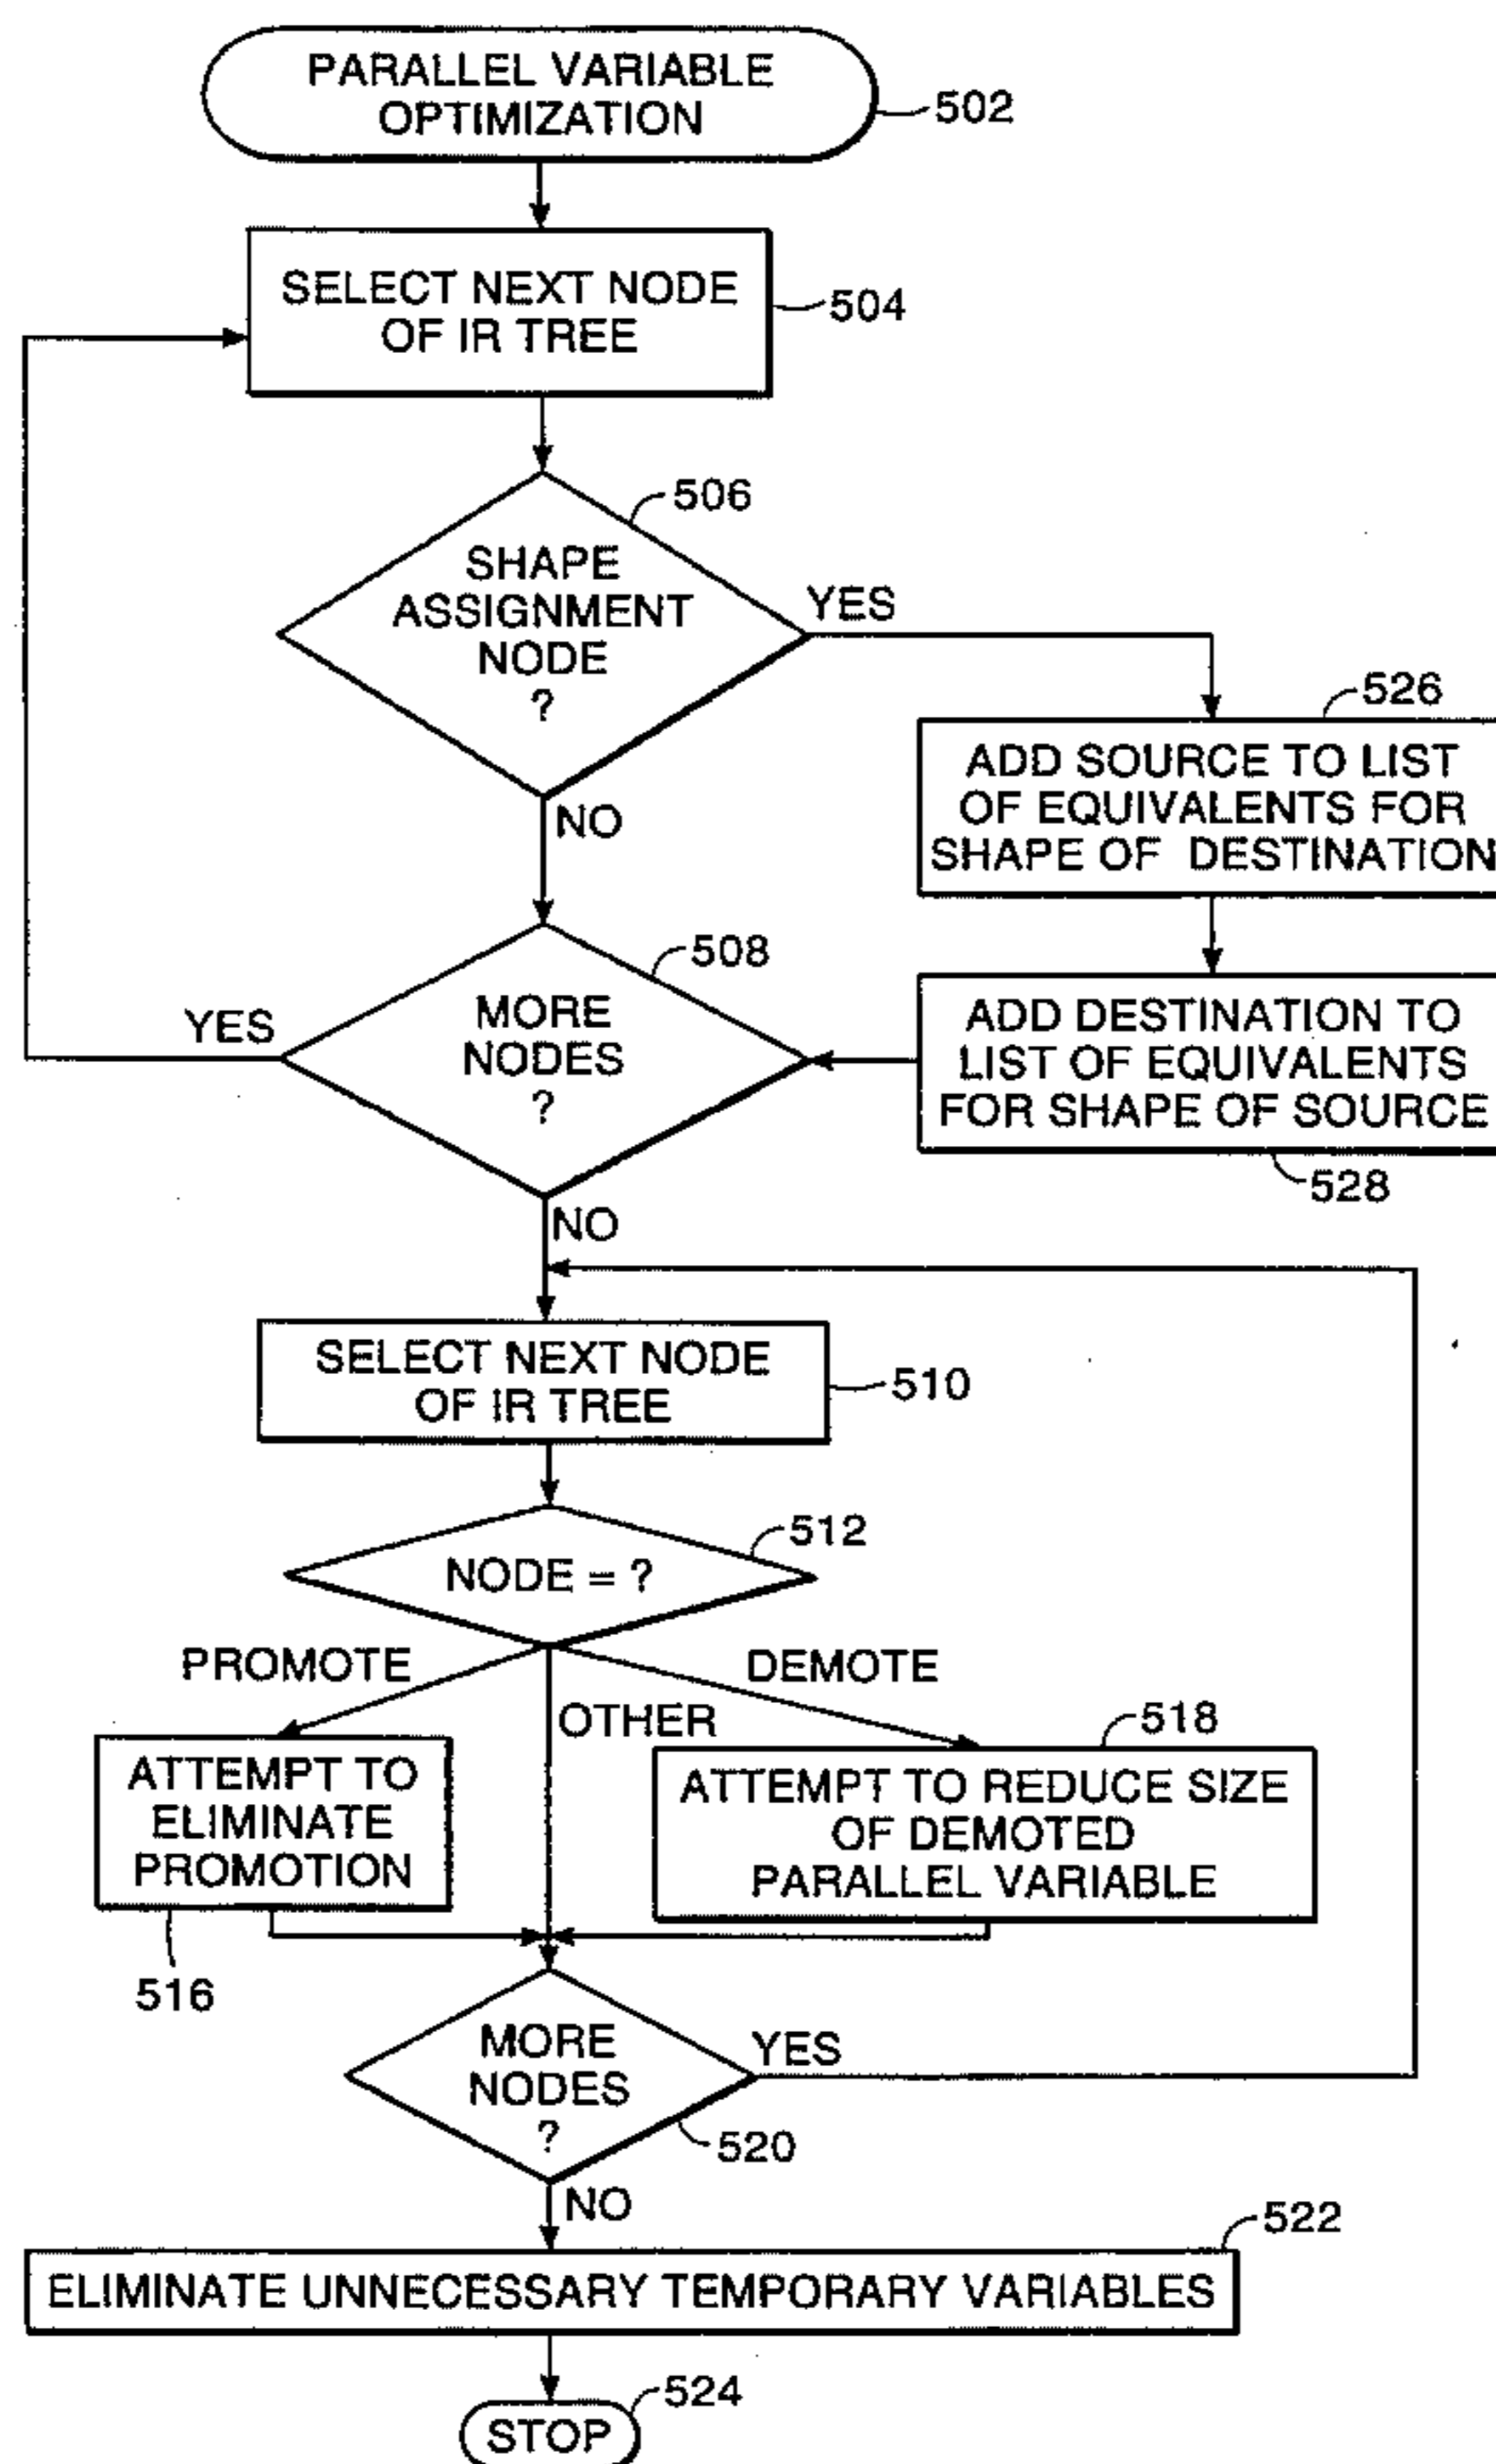 PARALLEL VARIABLE
OPTIMIZATION
502
SELECT NEXT NODE
OF IR TREE
504
506
SHAPE
ASSIGNMENT
NODE
?
YES
NO
526
ADD SOURCE TO LIST
OF EQUIVALENTS FOR
SHAPE OF DESTINATION
508
MORE
NODES
?
YES
NO
ADD DESTINATION TO
LIST OF EQUIVALENTS
FOR SHAPE OF SOURCE
528
SELECT NEXT NODE
OF IR TREE
510
512
NODE = ?
PROMOTE
OTHER
DEMOTE
ATTEMPT TO
ELIMINATE
PROMOTION
516
518
ATTEMPT TO REDUCE SIZE
OF DEMOTED
PARALLEL VARIABLE
MORE
NODES
?
YES
520
NO
522
ELIMINATE UNNECESSARY TEMPORARY VARIABLES
524
STOP